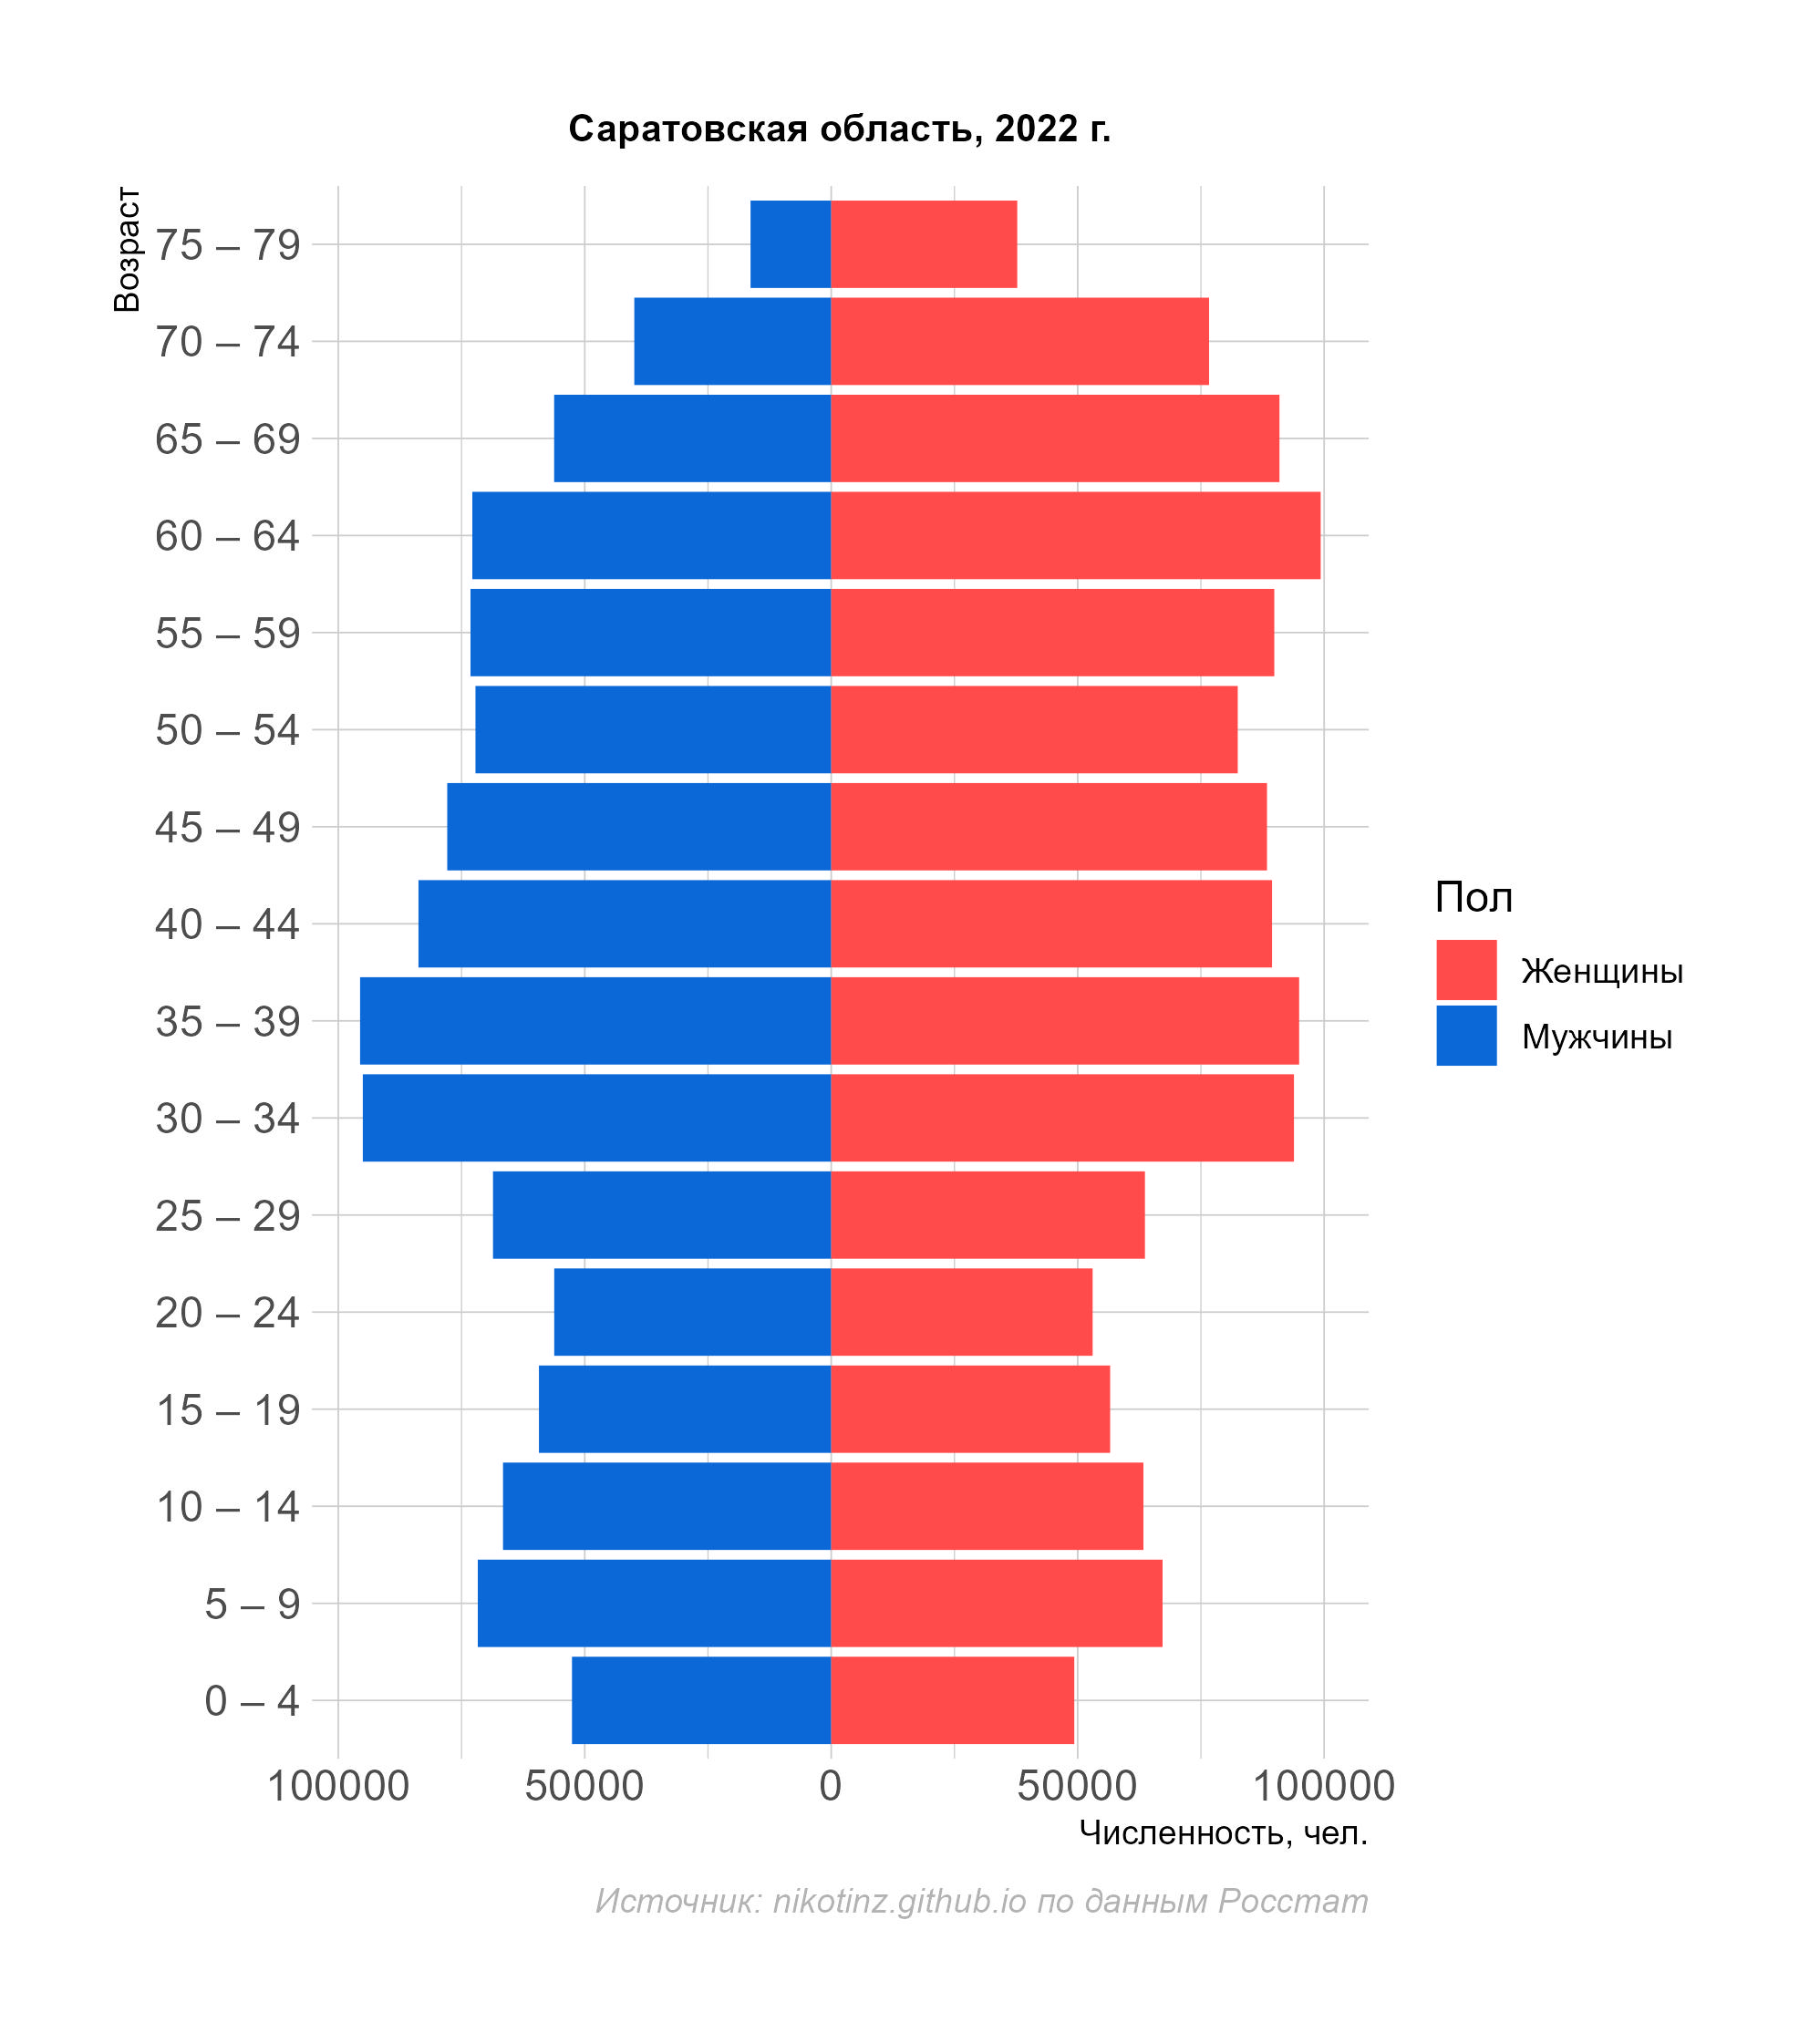 Саратовская область, 2022 г.
Возраст
75 – 79
70 – 74
65 – 69
60 – 64
55 – 59
50 – 54
45 – 49
40 – 44
35 – 39
30 – 34
25 – 29
20 – 24
15 – 19
10 – 14
5 – 9
0 – 4
100000 50000 0 50000 100000
Численность, чел.
Пол
Женщины
Мужчины
Источник: nikotinz.github.io по данным Росстат